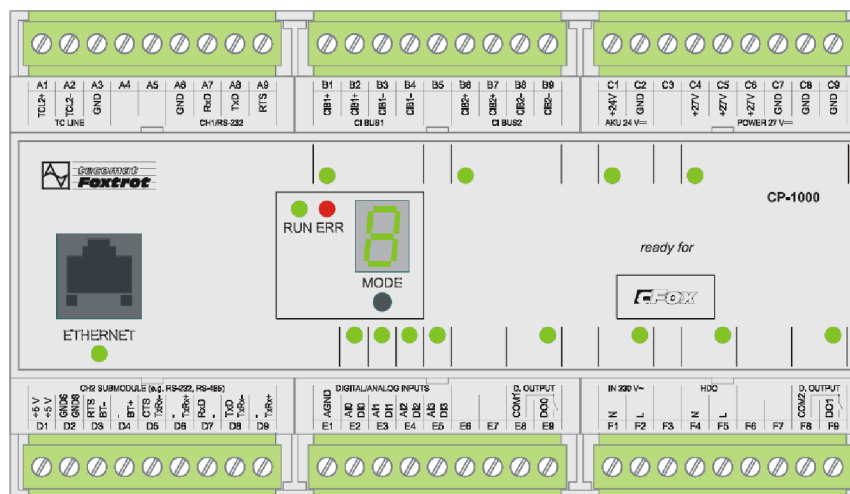 A1 A2 A3 A4 A5 A6 A7 A8 A9 B1 B2 B3 B4 B5 B6 B7 B8 B9 C1 C2 C3 C4 C5 C6 C7 C8 C9
TCL2+ TCL2- GND GND RxD TxD RTS CIB1+ CIB1+ CIB1- CIB1- CIB2+ CIB2+ CIB2- CIB2- +24V GND +27V +27V +27V GND GND GND
TC LINE CH1/RS-232 CI BUS1 CI BUS2 AKU 24 V POWER 27 V
tecomat
Foxtrot
CP-1000
RUN ERR
8
ready for
MODE
CFox
ETHERNET
CH2 SUBMODULE (e.g. RS-232, RS-485) DIGITAL/ANALOG INPUTS D. OUTPUT IN 230 V~ HDO D. OUTPUT
+5 V GNDS RTS - CTS - RxD TxD - AGND AI0 AI1 AI2 AI3 COM1 DO0 N L N L COM2 DO1
+5 V GNDS BT- BT+ TxRx- TxRx+ - TxRx- TxRx+ DI0 DI1 DI2 DI3
D1 D2 D3 D4 D5 D6 D7 D8 D9 E1 E2 E3 E4 E5 E6 E7 E8 E9 F1 F2 F3 F4 F5 F6 F7 F8 F9